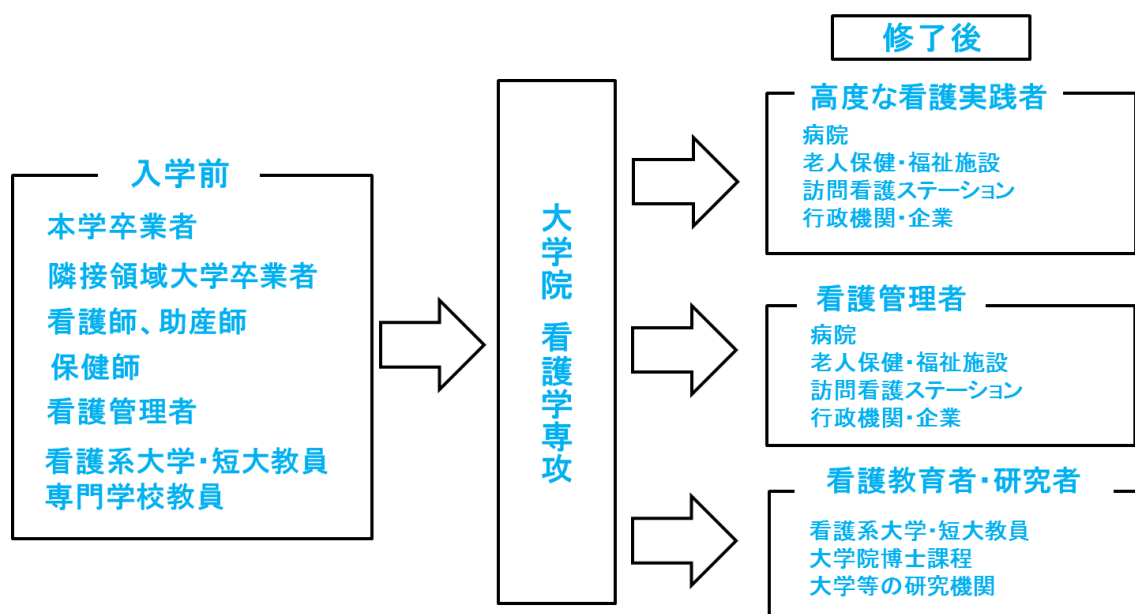 入学前
本学卒業者
隣接領域大学卒業者
看護師、助産師
保健師
看護管理者
看護系大学・短大教員
専門学校教員
大学院 看護学専攻
修了後
高度な看護実践者
病院
老人保健・福祉施設
訪問看護ステーション
行政機関・企業
看護管理者
病院
老人保健・福祉施設
訪問看護ステーション
行政機関・企業
看護教育者・研究者
看護系大学・短大教員
大学院博士課程
大学等の研究機関